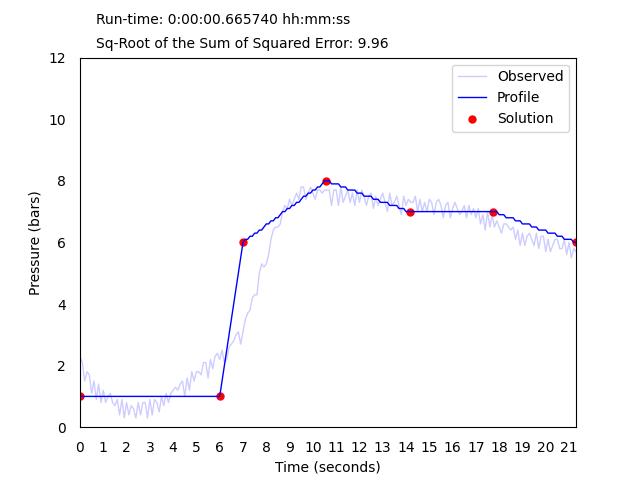 Run-time: 0:00:00.665740 hh:mm:ss
Sq-Root of the Sum of Squared Error: 9.96
12
10
8
6
4
2
0
Pressure (bars)
Observed
Profile
Solution
0 1 2 3 4 5 6 7 8 9 10 11 12 13 14 15 16 17 18 19 20 21
Time (seconds)